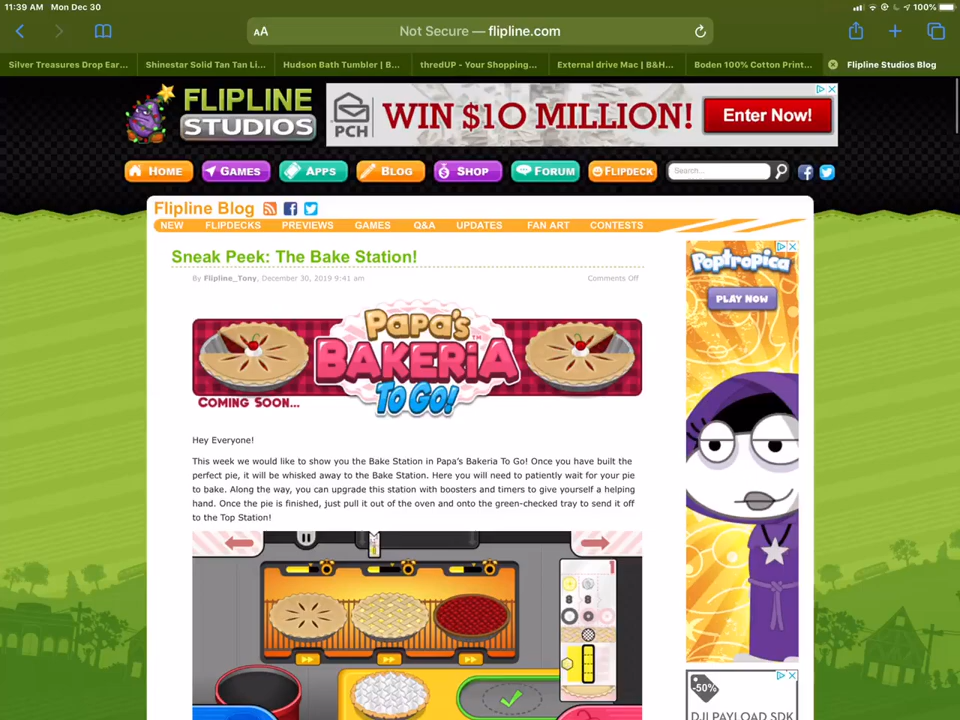 11:39 AM Mon Dec 30
100%
AA
Not Secure — flipline.com
Silver Treasures Drop Ear...
Shinestar Solid Tan Tan Li...
Hudson Bath Tumbler | B...
thredUP - Your Shopping...
External drive Mac | B&H...
Boden 100% Cotton Print...
Flipline Studios Blog
FLIPLINE
STUDIOS
PCH
WIN $10 MILLION!
Enter Now!
HOME
GAMES
APPS
BLOG
SHOP
FORUM
FLIPDECK
Search...
Flipline Blog
NEW
FLIPDECKS
PREVIEWS
GAMES
Q&A
UPDATES
FAN ART
CONTESTS
Sneak Peek: The Bake Station!
By Flipline_Tony, December 30, 2019 9:41 am
Comments Off
Papa's
BAKERIA
TO GO!
COMING SOON...
Hey Everyone!
This week we would like to show you the Bake Station in Papa's Bakeria To Go! Once you have built the
perfect pie, it will be whisked away to the Bake Station. Here you will need to patiently wait for your pie
to bake. Along the way, you can upgrade this station with boosters and timers to give yourself a helping
hand. Once the pie is finished, just pull it out of the oven and onto the green-checked tray to send it off
to the Top Station!
8 8
Poptropica
PLAY NOW
-50%
DJI PAYLOAD SDK